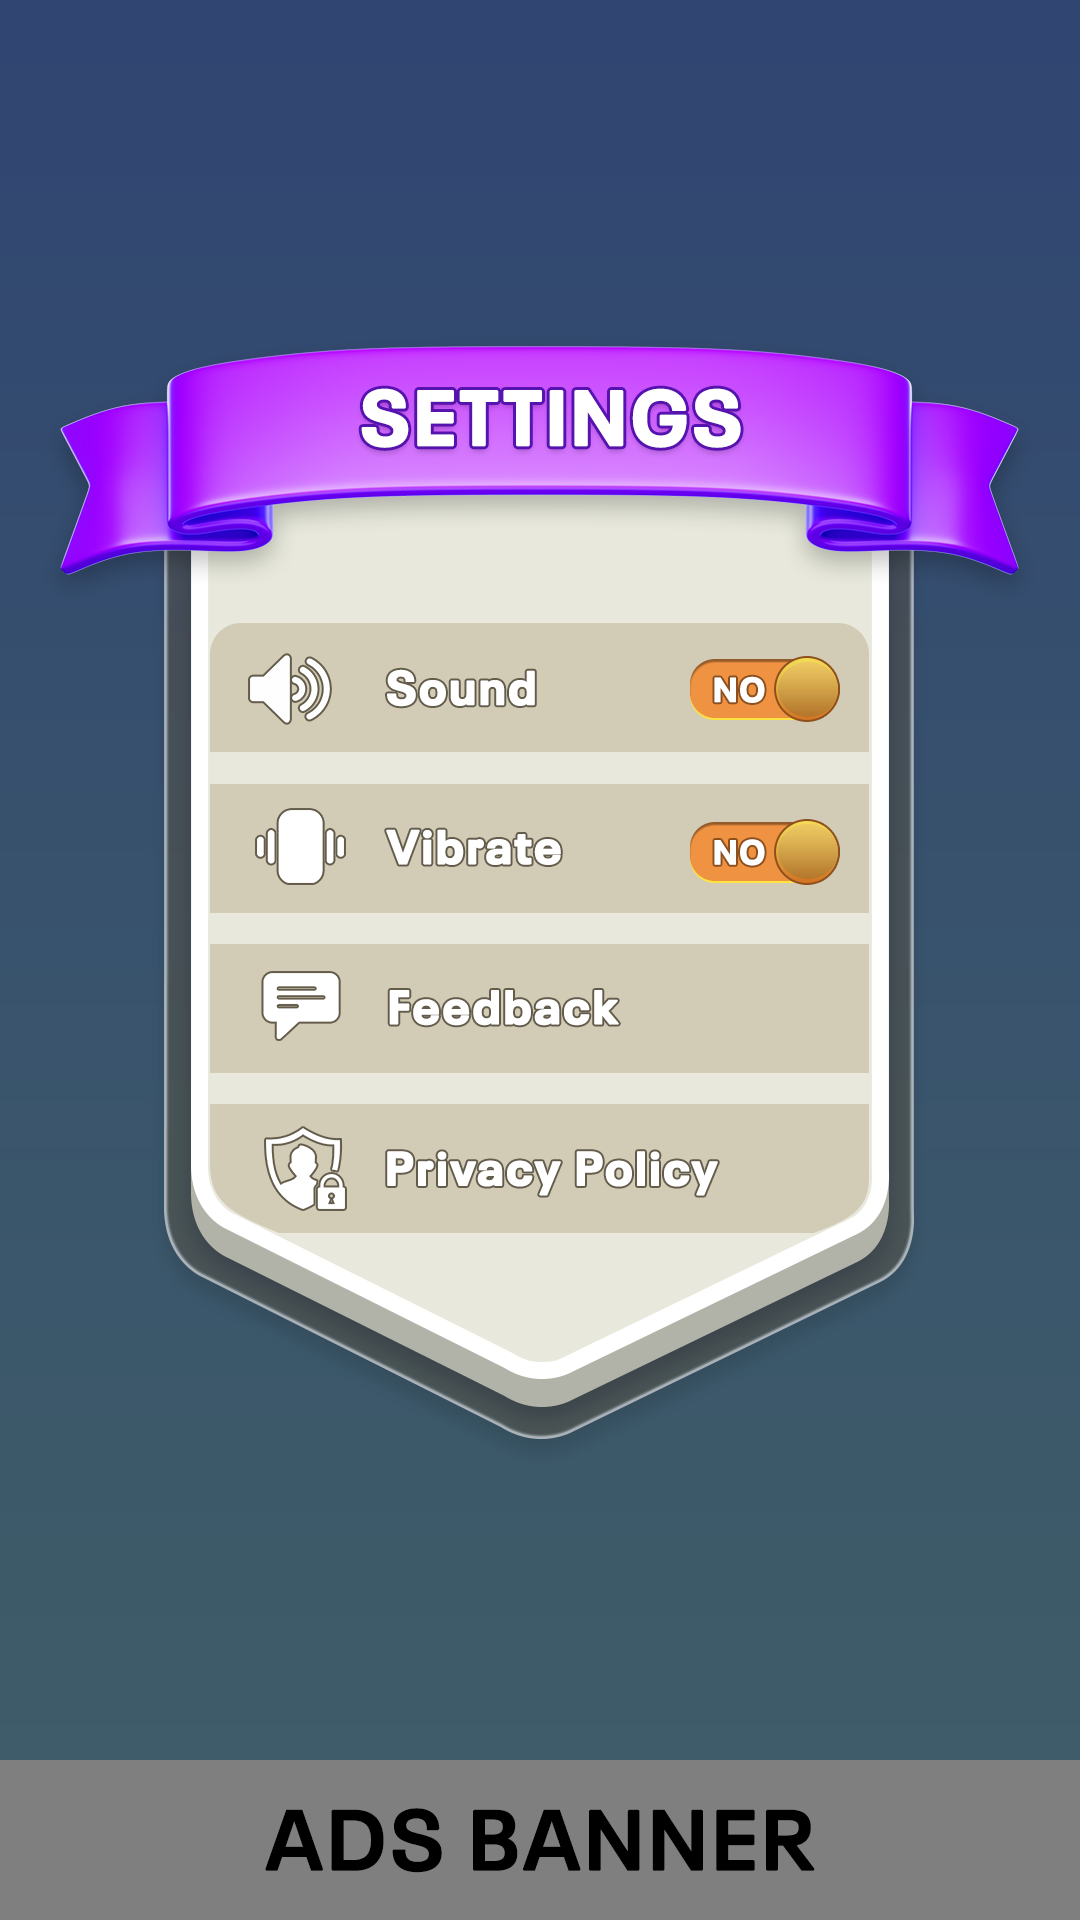 SETTINGS
Sound NO
Vibrate NO
Feedback
Privacy Policy
ADS BANNER